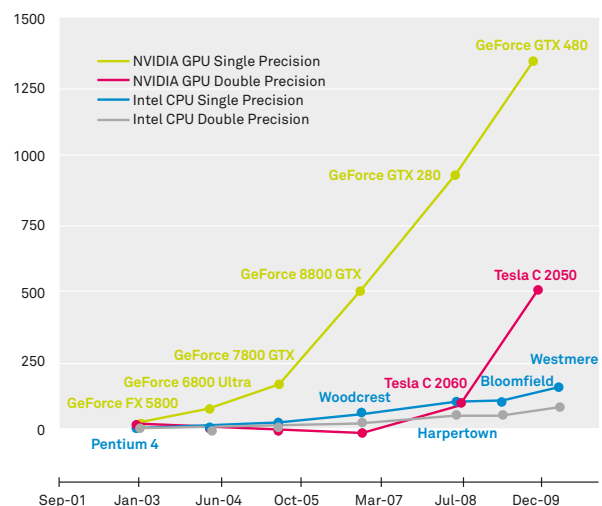 1500
GeForce GTX 480
NVIDIA GPU Single Precision
NVIDIA GPU Double Precision
Intel CPU Single Precision
Intel CPU Double Precision
1250
1000
GeForce GTX 280
750
GeForce 8800 GTX
Tesla C 2050
500
GeForce 7800 GTX
250
Westmere
GeForce 6800 Ultra
Tesla C 2060
Bloomfield
Woodcrest
GeForce FX 5800
0
Harpertown
Pentium 4
Sep-01 Jan-03 Jun-04 Oct-05 Mar-07 Jul-08 Dec-09